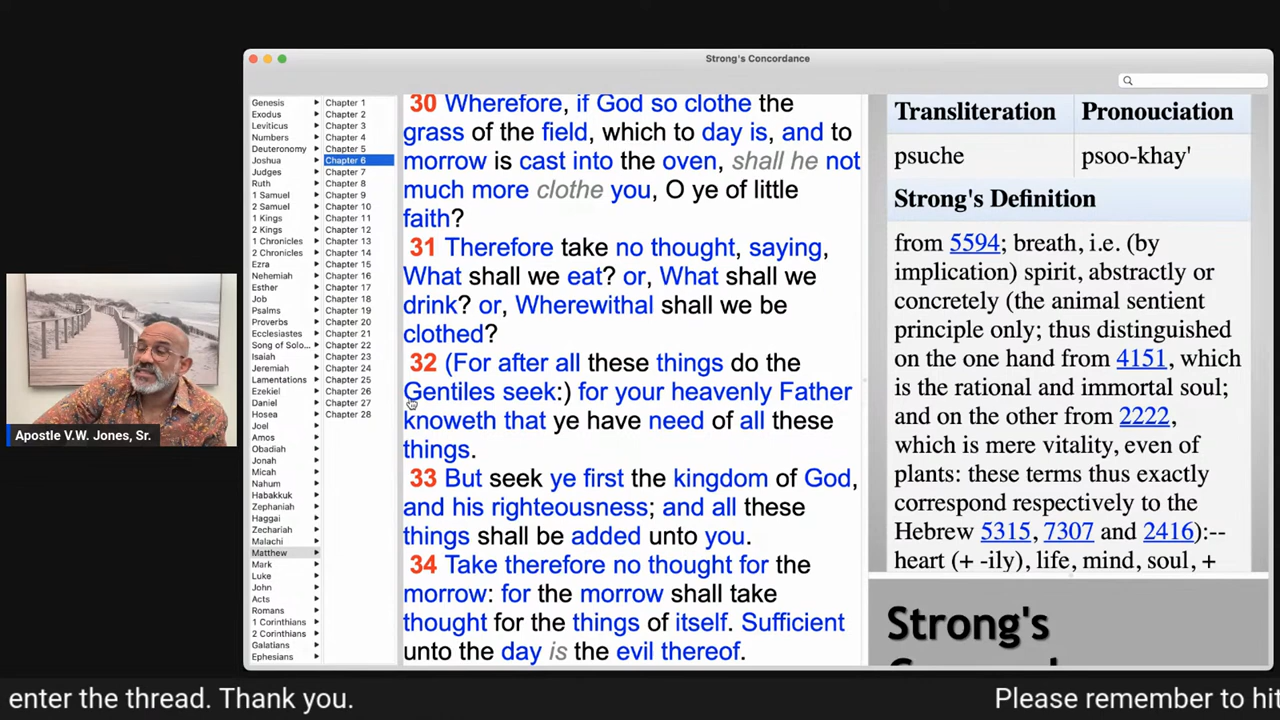 Strong's Concordance
Genesis
Exodus
Leviticus
Numbers
Deuteronomy
Joshua
Judges
Ruth
1 Samuel
2 Samuel
1 Kings
2 Kings
1 Chronicles
2 Chronicles
Ezra
Nehemiah
Esther
Job
Psalms
Proverbs
Ecclesiastes
Song of Solo...
Isaiah
Jeremiah
Lamentations
Ezekiel
Daniel
Hosea
Joel
Amos
Obadiah
Jonah
Micah
Nahum
Habakkuk
Zephaniah
Haggai
Zechariah
Malachi
Matthew
Mark
Luke
John
Acts
Romans
1 Corinthians
2 Corinthians
Galatians
Ephesians
Chapter 1
Chapter 2
Chapter 3
Chapter 4
Chapter 5
Chapter 6
Chapter 7
Chapter 8
Chapter 9
Chapter 10
Chapter 11
Chapter 12
Chapter 13
Chapter 14
Chapter 15
Chapter 16
Chapter 17
Chapter 18
Chapter 19
Chapter 20
Chapter 21
Chapter 22
Chapter 23
Chapter 24
Chapter 25
Chapter 26
Chapter 27
Chapter 28
30 Wherefore, if God so clothe the
grass of the field, which to day is, and to
morrow is cast into the oven, shall he not
much more clothe you, O ye of little
faith?
31 Therefore take no thought, saying,
What shall we eat? or, What shall we
drink? or, Wherewithal shall we be
clothed?
32 (For after all these things do the
Gentiles seek:) for your heavenly Father
knoweth that ye have need of all these
things.
33 But seek ye first the kingdom of God,
and his righteousness; and all these
things shall be added unto you.
34 Take therefore no thought for the
morrow: for the morrow shall take
thought for the things of itself. Sufficient
unto the day is the evil thereof.
Transliteration Pronouciation
psuche psoo-khay'
Strong's Definition
from 5594; breath, i.e. (by
implication) spirit, abstractly or
concretely (the animal sentient
principle only; thus distinguished
on the one hand from 4151, which
is the rational and immortal soul;
and on the other from 2222,
which is mere vitality, even of
plants: these terms thus exactly
correspond respectively to the
Hebrew 5315, 7307 and 2416):--
heart (+ -ily), life, mind, soul, +
Strong's
Apostle V.W. Jones, Sr.
enter the thread. Thank you. Please remember to hit